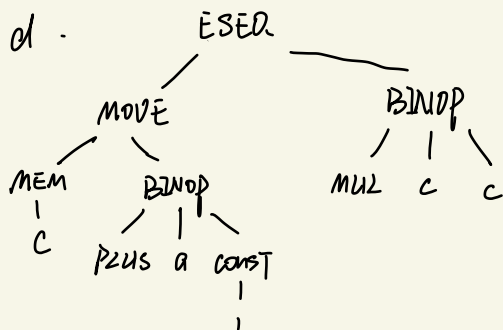 d.
ESEQ
MOVE BINOP
MEM BINOP MUL c c
C PLUS a CONST
1